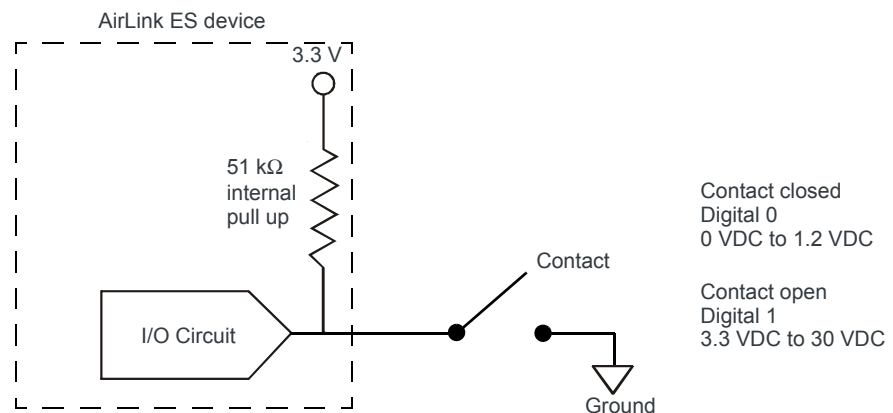 AirLink ES device
3.3 V
51 kΩ
internal
pull up
Contact
I/O Circuit
Ground
Contact closed
Digital 0
0 VDC to 1.2 VDC
Contact open
Digital 1
3.3 VDC to 30 VDC